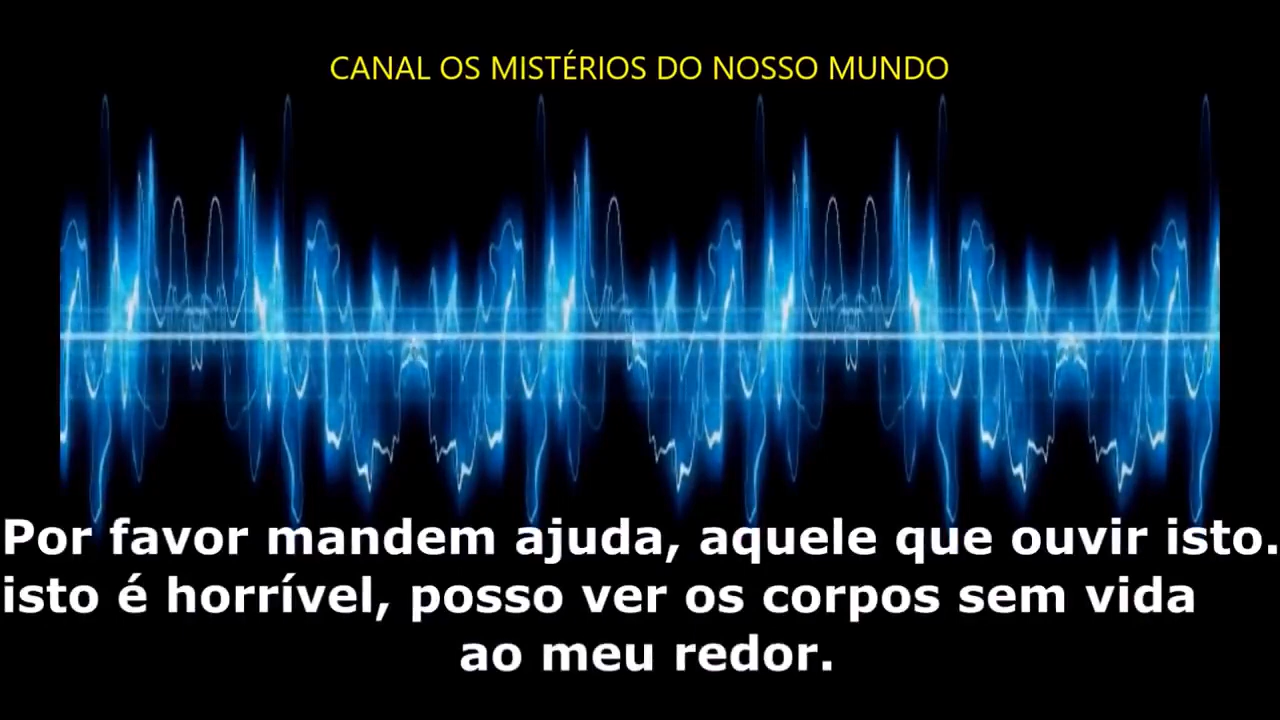 CANAL OS MISTÉRIOS DO NOSSO MUNDO
Por favor mandem ajuda, aquele que ouvir isto.
isto é horrível, posso ver os corpos sem vida
ao meu redor.